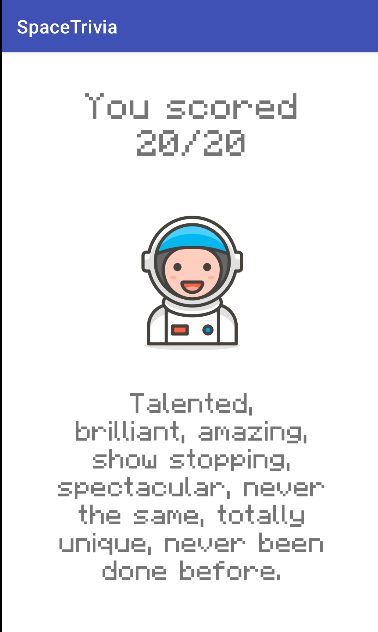 SpaceTrivia
You scored
20/20
Talented,
brilliant, amazing,
show stopping,
spectacular, never
the same, totally
unique, never been
done before.